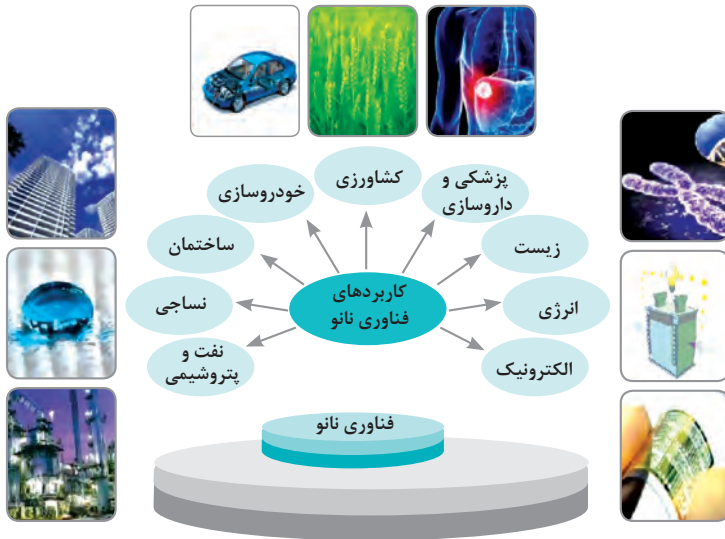 کشاورزی
پزشکی و
داروسازی
خودروسازی
زیست
ساختمان
کاربردهای
فناوری نانو
انرژی
نساجی
نفت و
پتروشیمی
الکترونیک
فناوری نانو